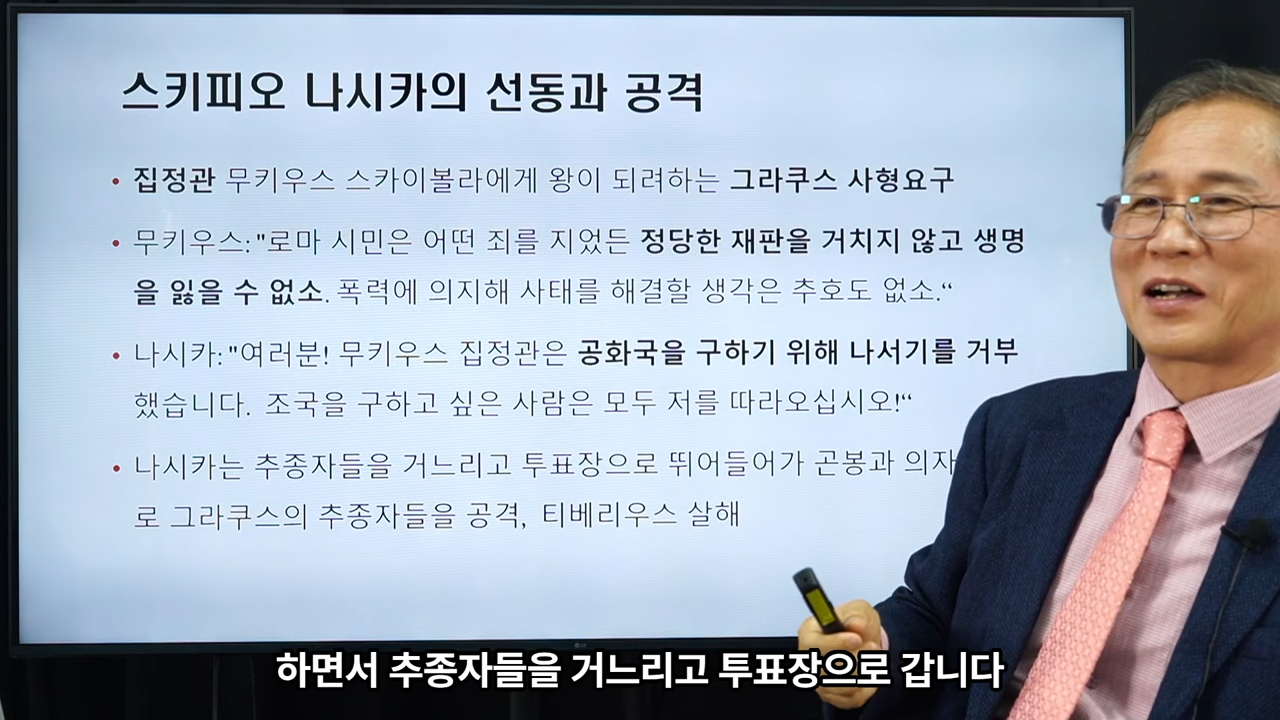 스키피오 나시카의 선동과 공격
• 집정관 무키우스 스카이볼라에게 왕이 되려하는 그라쿠스 사형요구
• 무키우스: "로마 시민은 어떤 죄를 지었든 정당한 재판을 거치지 않고 생명
을 잃을 수 없소. 폭력에 의지해 사태를 해결할 생각은 추호도 없소.“
• 나시카: "여러분! 무키우스 집정관은 공화국을 구하기 위해 나서기를 거부
했습니다. 조국을 구하고 싶은 사람은 모두 저를 따라오십시오!“
• 나시카는 추종자들을 거느리고 투표장으로 뛰어들어가 곤봉과 의자
로 그라쿠스의 추종자들을 공격, 티베리우스 살해
LG
하면서 추종자들을 거느리고 투표장으로 갑니다